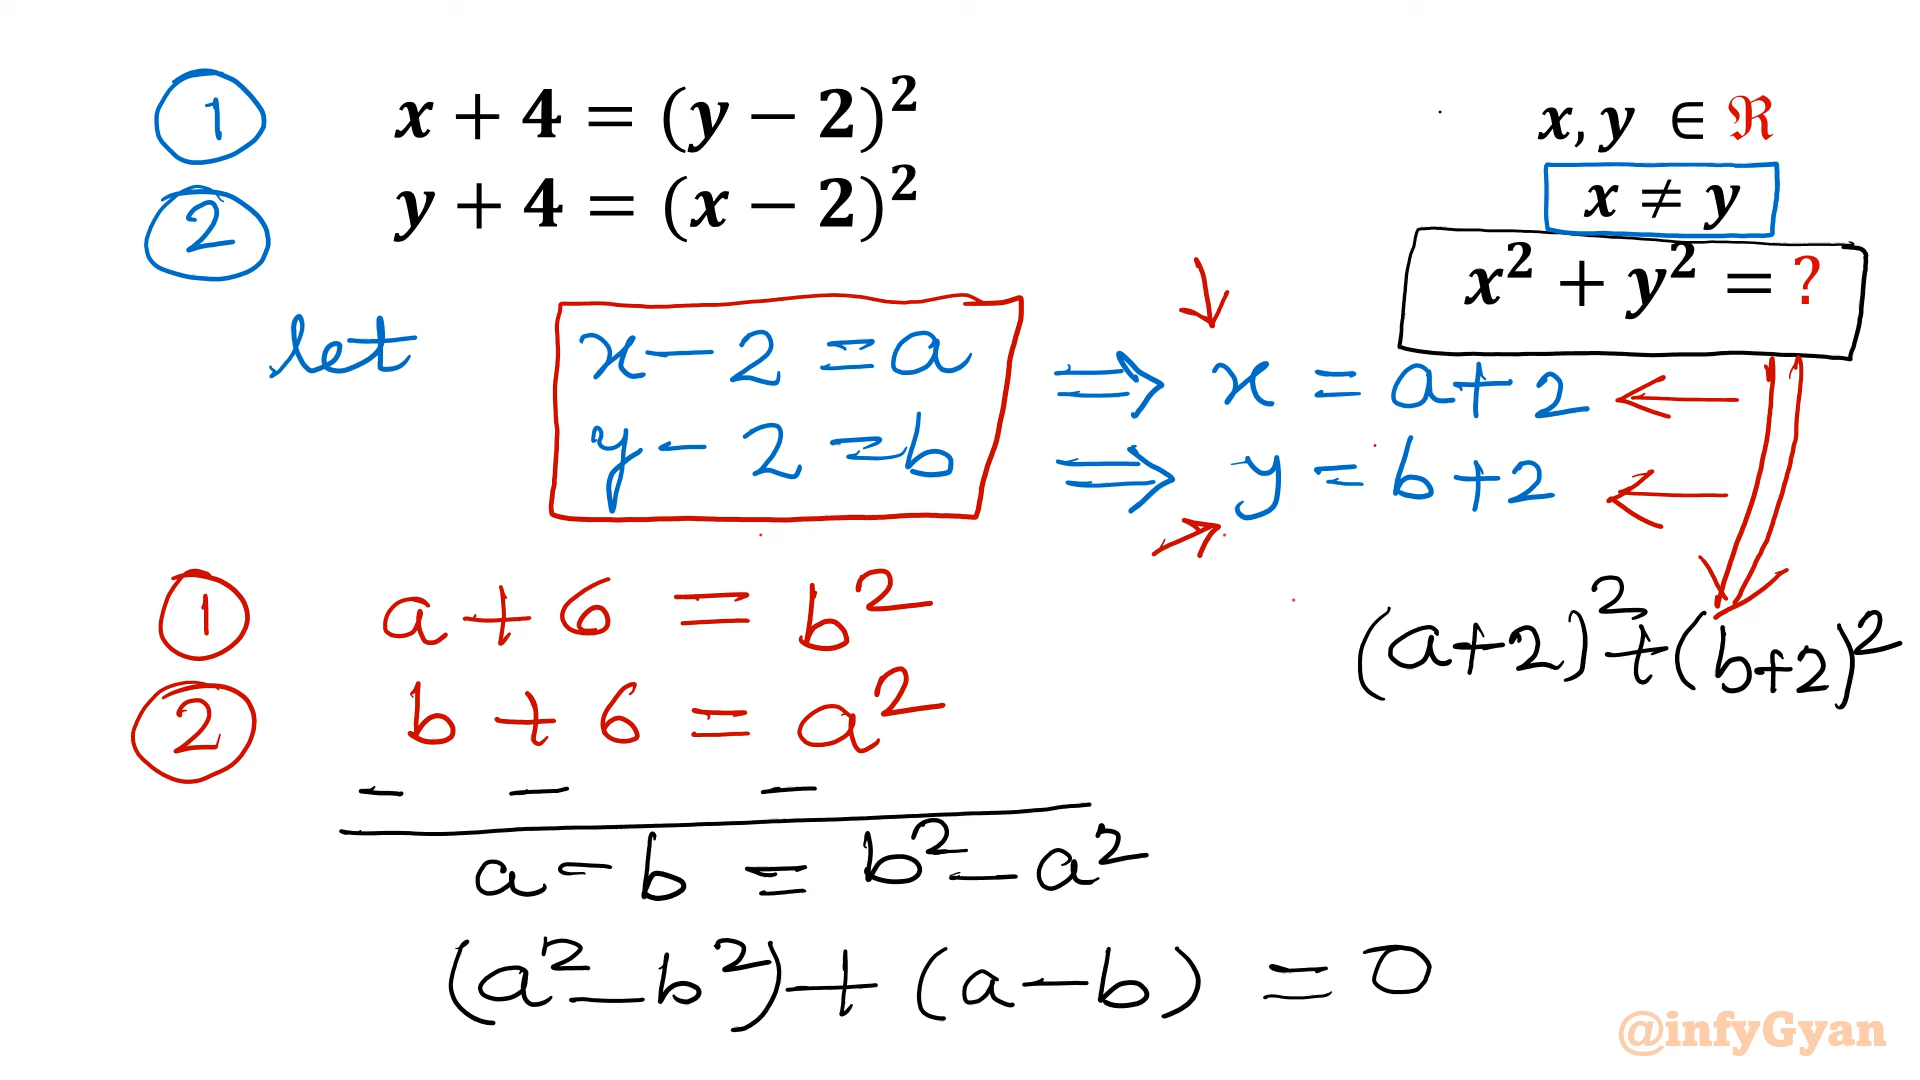 ① x + 4 = (y − 2)²
② y + 4 = (x − 2)²
x, y ∈ ℜ
x ≠ y
x² + y² = ?
let x − 2 = a ⇒ x = a + 2 ←
y − 2 = b ⇒ y = b + 2 ←
① a + 6 = b²
② b + 6 = a²
(a+2)² + (b+2)²
− − −
a − b = b² − a²
(a² − b²) + (a − b) = 0
@infyGyan